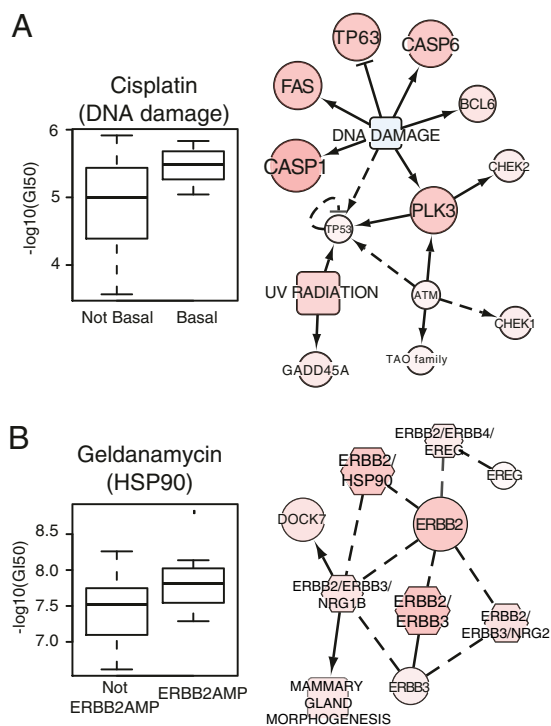 A
Cisplatin
(DNA damage)
-log10(GI50)
6
5
4
Not Basal
Basal
TP63
CASP6
FAS
BCL6
DNA DAMAGE
CASP1
CHEK2
PLK3
TP53
UV RADIATION
ATM
CHEK1
TAO family
GADD45A
B
Geldanamycin
(HSP90)
-log10(GI50)
8.5
8.0
7.5
7.0
Not
ERBB2AMP
ERBB2AMP
ERBB2/ERBB4/
EREG
ERBB2/
HSP90
EREG
DOCK7
ERBB2
ERBB2/ERBB3/
NRG1B
ERBB2/
ERBB3
ERBB2/
ERBB3/NRG2
MAMMARY
GLAND
MORPHOGENESIS
ERBB3